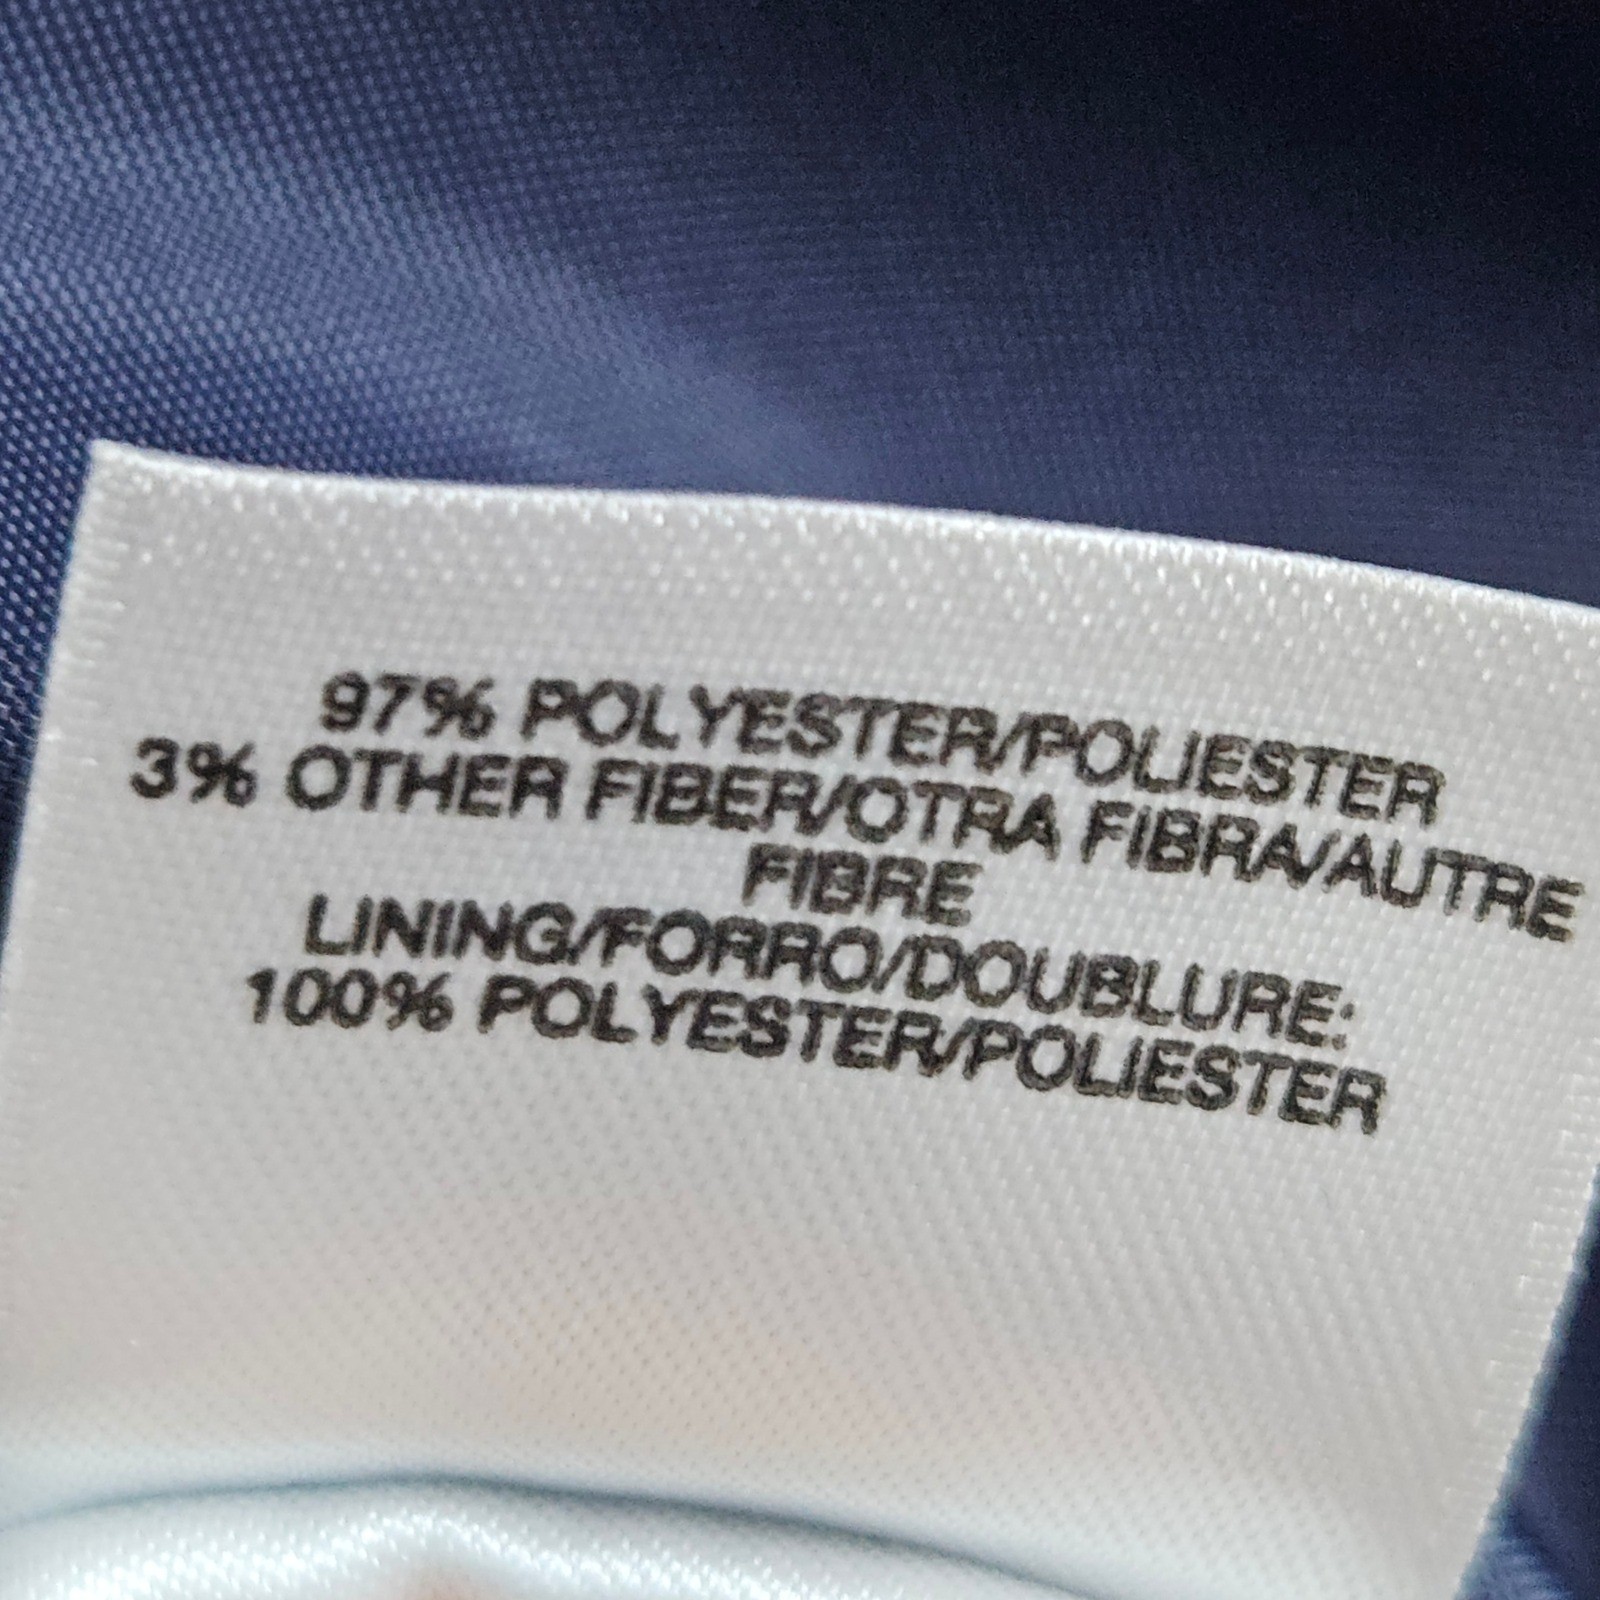 97% POLYESTER/POLIESTER
3% OTHER FIBER/OTRA FIBRA/AUTRE
FIBRE
LINING/FORRO/DOUBLURE:
100% POLYESTER/POLIESTER